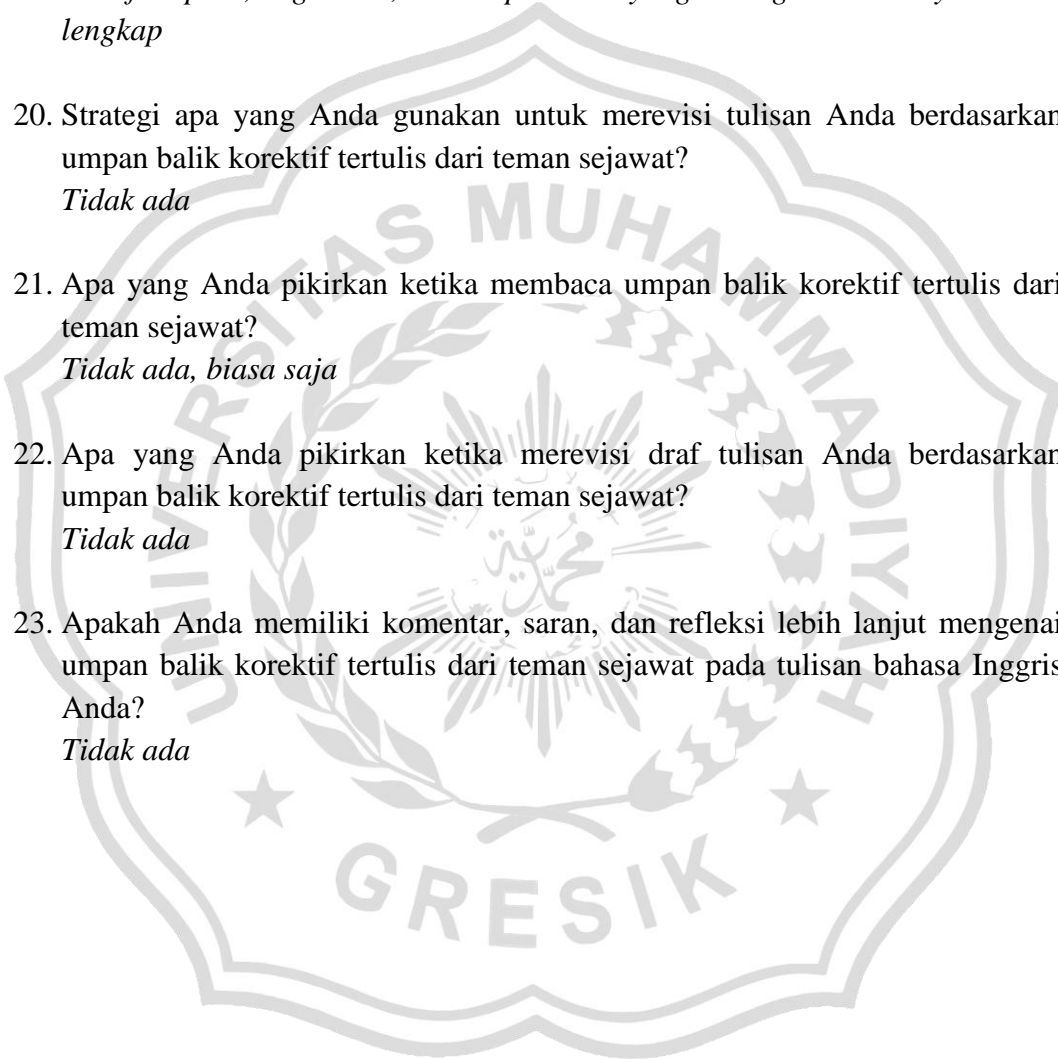 lengkap
20. Strategi apa yang Anda gunakan untuk merevisi tulisan Anda berdasarkan
umpan balik korektif tertulis dari teman sejawat?
Tidak ada
21. Apa yang Anda pikirkan ketika membaca umpan balik korektif tertulis dari
teman sejawat?
Tidak ada, biasa saja
22. Apa yang Anda pikirkan ketika merevisi draf tulisan Anda berdasarkan
umpan balik korektif tertulis dari teman sejawat?
Tidak ada
23. Apakah Anda memiliki komentar, saran, dan refleksi lebih lanjut mengenai
umpan balik korektif tertulis dari teman sejawat pada tulisan bahasa Inggris
Anda?
Tidak ada
UNIVERSITAS MUHAMMADIYAH
GRESIK